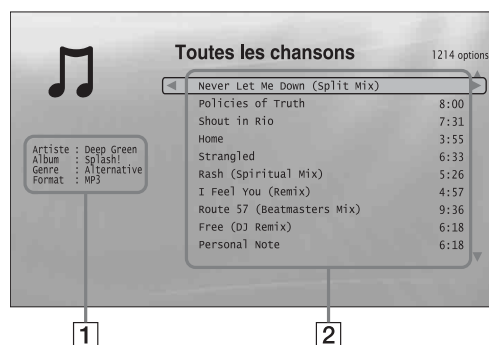 Toutes les chansons
1214 options
Never Let Me Down (Split Mix)
Policies of Truth 8:00
Shout in Rio 7:31
Home 3:55
Strangled 6:33
Rash (Spiritual Mix) 5:26
I Feel You (Remix) 4:57
Route 57 (Beatmasters Mix) 9:36
Free (DJ Remix) 6:18
Personal Note 6:18
Artiste : Deep Green
Album : Splash!
Genre : Alternative
Format : MP3
1
2